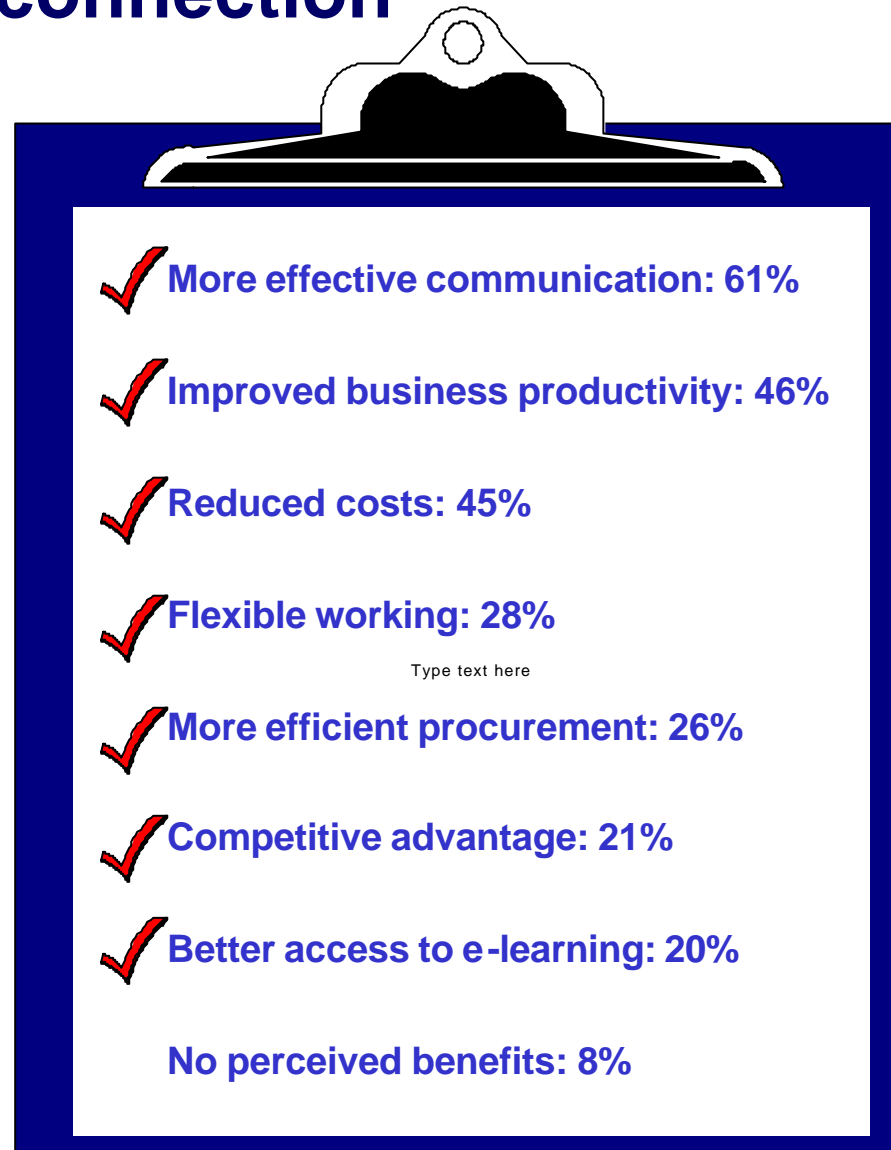 connection
More effective communication: 61%
Improved business productivity: 46%
Reduced costs: 45%
Flexible working: 28%
Type text here
More efficient procurement: 26%
Competitive advantage: 21%
Better access to e-learning: 20%
No perceived benefits: 8%